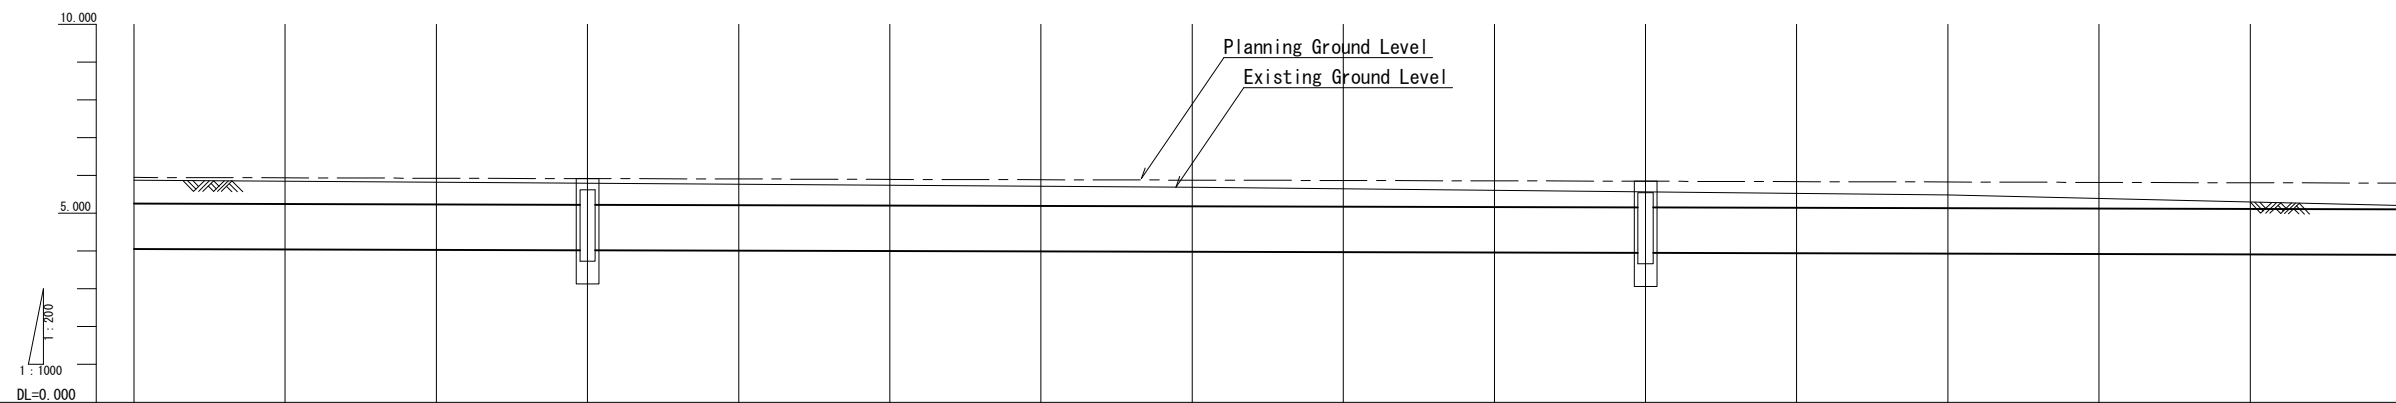 10.000
Planning Ground Level
Existing Ground Level
5.000
1 : 200
1 : 1000
DL=0.000